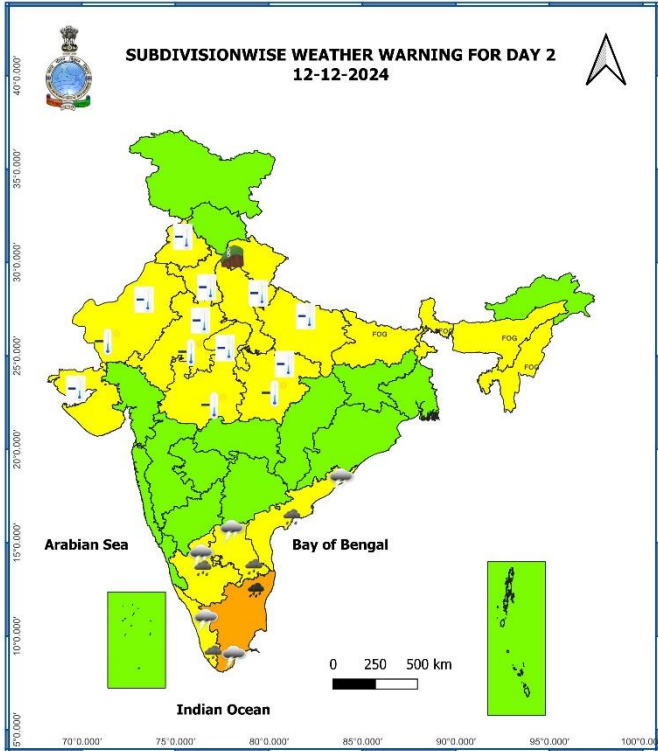 SUBDIVISIONWISE WEATHER WARNING FOR DAY 2
12-12-2024
40°0.000'
35°0.000'
30°0.000'
25°0.000'
20°0.000'
15°0.000'
10°0.000'
5°0.000'
FOG
FOG
FOG
FOG
Arabian Sea
Bay of Bengal
0 250 500 km
Indian Ocean
70°0.000' 75°0.000' 80°0.000' 85°0.000' 90°0.000' 95°0.000' 100°0.00